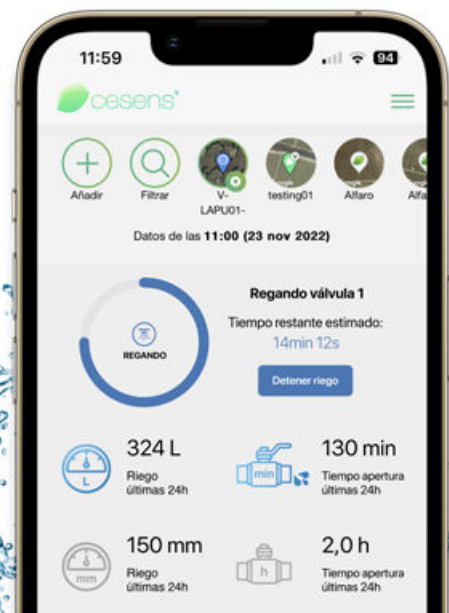 11:59
94
cesens
Añadir
Filtrar
V-
LAPU01-
testing01
Alfaro
Alfa
Datos de las 11:00 (23 nov 2022)
REGANDO
Regando válvula 1
Tiempo restante estimado:
14min 12s
Detener riego
L
324 L
Riego
últimas 24h
min
130 min
Tiempo apertura
últimas 24h
mm
150 mm
Riego
últimas 24h
h
2,0 h
Tiempo apertura
últimas 24h